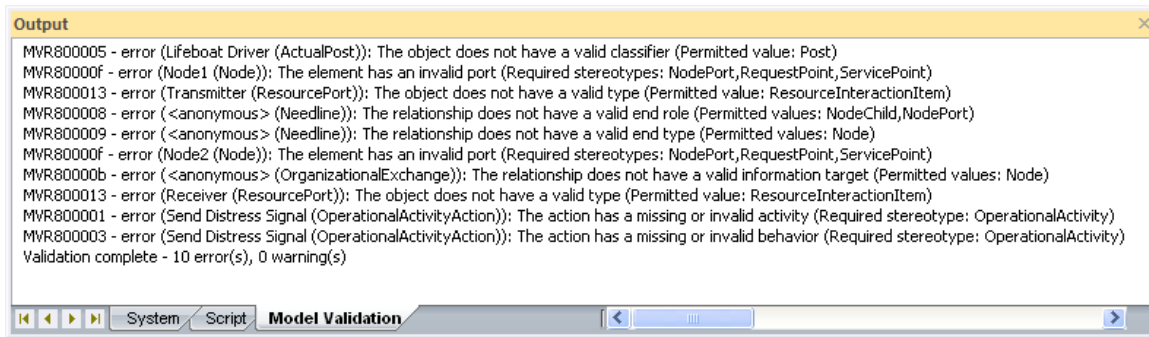 Output
MVR800005 - error (Lifeboat Driver (ActualPost)): The object does not have a valid classifier (Permitted value: Post)
MVR80000f - error (Node1 (Node)): The element has an invalid port (Required stereotypes: NodePort,RequestPoint,ServicePoint)
MVR800013 - error (Transmitter (ResourcePort)): The object does not have a valid type (Permitted value: ResourceInteractionItem)
MVR800008 - error (<anonymous> (Needline)): The relationship does not have a valid end role (Permitted values: NodeChild,NodePort)
MVR800009 - error (<anonymous> (Needline)): The relationship does not have a valid end type (Permitted values: Node)
MVR80000f - error (Node2 (Node)): The element has an invalid port (Required stereotypes: NodePort,RequestPoint,ServicePoint)
MVR80000b - error (<anonymous> (OrganizationalExchange)): The relationship does not have a valid information target (Permitted values: Node)
MVR800013 - error (Receiver (ResourcePort)): The object does not have a valid type (Permitted value: ResourceInteractionItem)
MVR800001 - error (Send Distress Signal (OperationalActivityAction)): The action has a missing or invalid activity (Required stereotype: OperationalActivity)
MVR800003 - error (Send Distress Signal (OperationalActivityAction)): The action has a missing or invalid behavior (Required stereotype: OperationalActivity)
Validation complete - 10 error(s), 0 warning(s)
System Script Model Validation